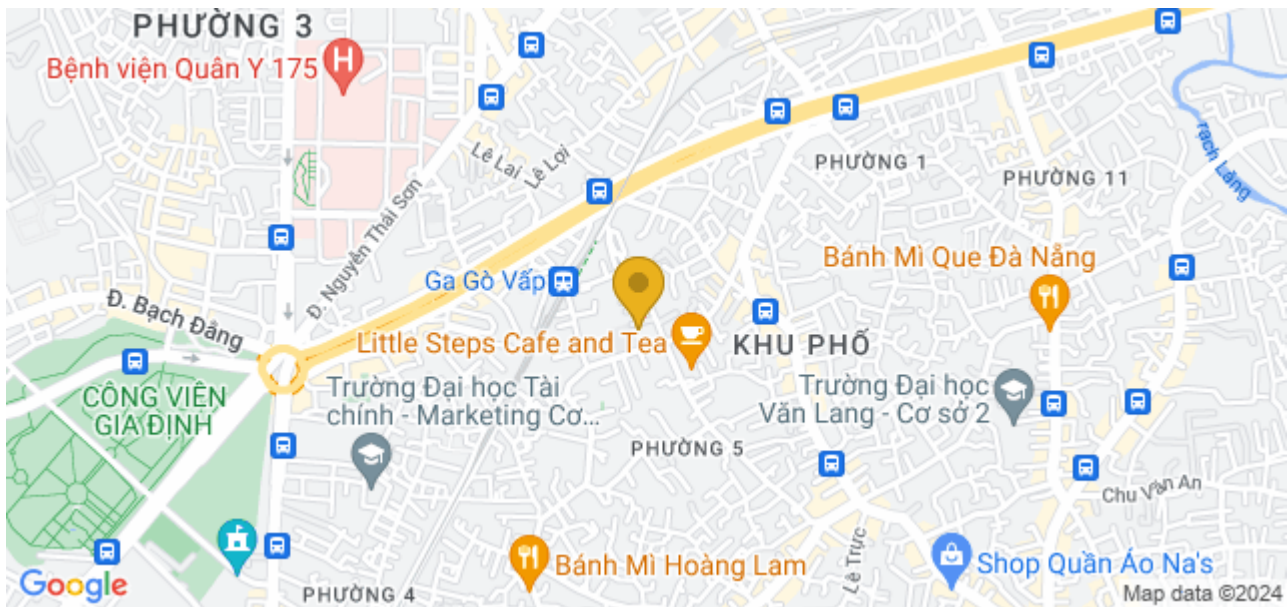 PHƯỜNG 3
Bệnh viện Quân Y 175
H
Lê Lai
Lê Lợi
PHƯỜNG 1
PHƯỜNG 11
rạch Lăng
Đ. Nguyễn Thái Sơn
Bánh Mì Que Đà Nẵng
Ga Gò Vấp
Đ. Bạch Đằng
Little Steps Cafe and Tea
KHU PHỐ
CÔNG VIÊN
GIA ĐỊNH
Trường Đại học Tài
chính - Marketing Cơ...
Trường Đại học
Văn Lang - Cơ sở 2
PHƯỜNG 5
Chu Văn An
Lê Trực
Bánh Mì Hoàng Lam
Shop Quần Áo Na's
Google
PHƯỜNG 4
Map data ©2024